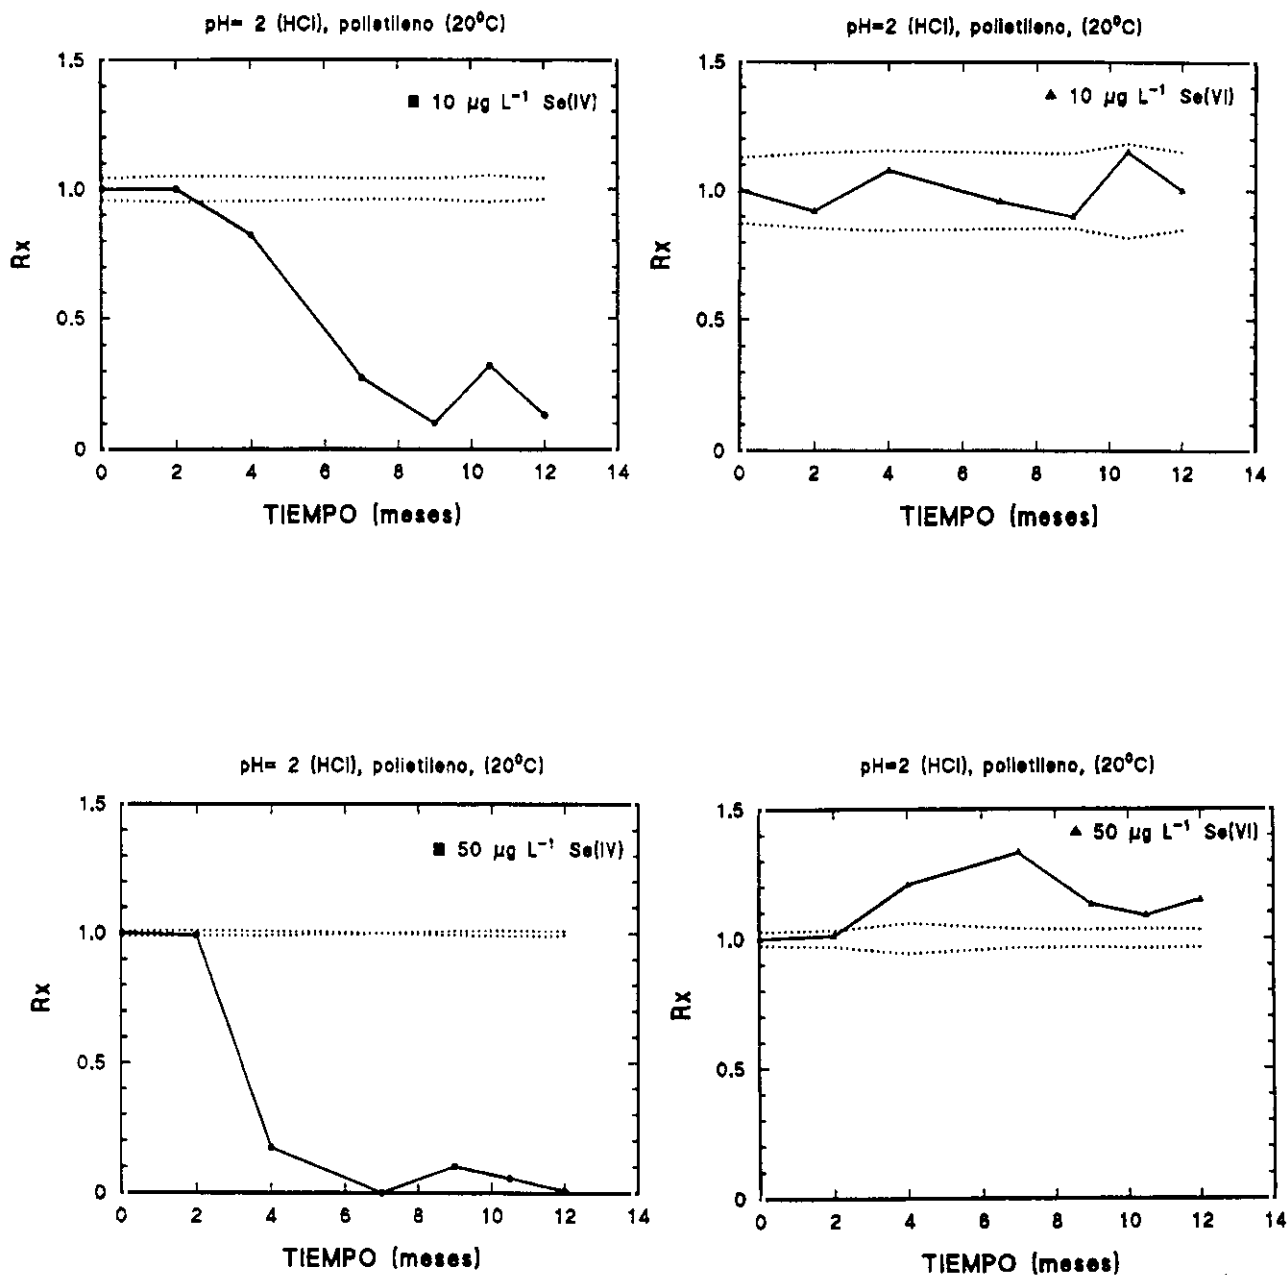 pH= 2 (HCl), polietileno (20⁰C)
1.5
■ 10 µg L⁻¹ Se(IV)
1.0
Rx
0.5
0
0 2 4 6 8 10 12 14
TIEMPO (meses)
pH=2 (HCl), polietileno, (20⁰C)
1.5
▲ 10 µg L⁻¹ Se(VI)
1.0
Rx
0.5
0
0 2 4 6 8 10 12 14
TIEMPO (meses)
pH= 2 (HCl), polietileno, (20⁰C)
1.5
■ 50 µg L⁻¹ Se(IV)
1.0
Rx
0.5
0
0 2 4 6 8 10 12 14
TIEMPO (meses)
pH=2 (HCl), polietileno, (20⁰C)
1.5
▲ 50 µg L⁻¹ Se(VI)
1.0
Rx
0.5
0
0 2 4 6 8 10 12 14
TIEMPO (meses)